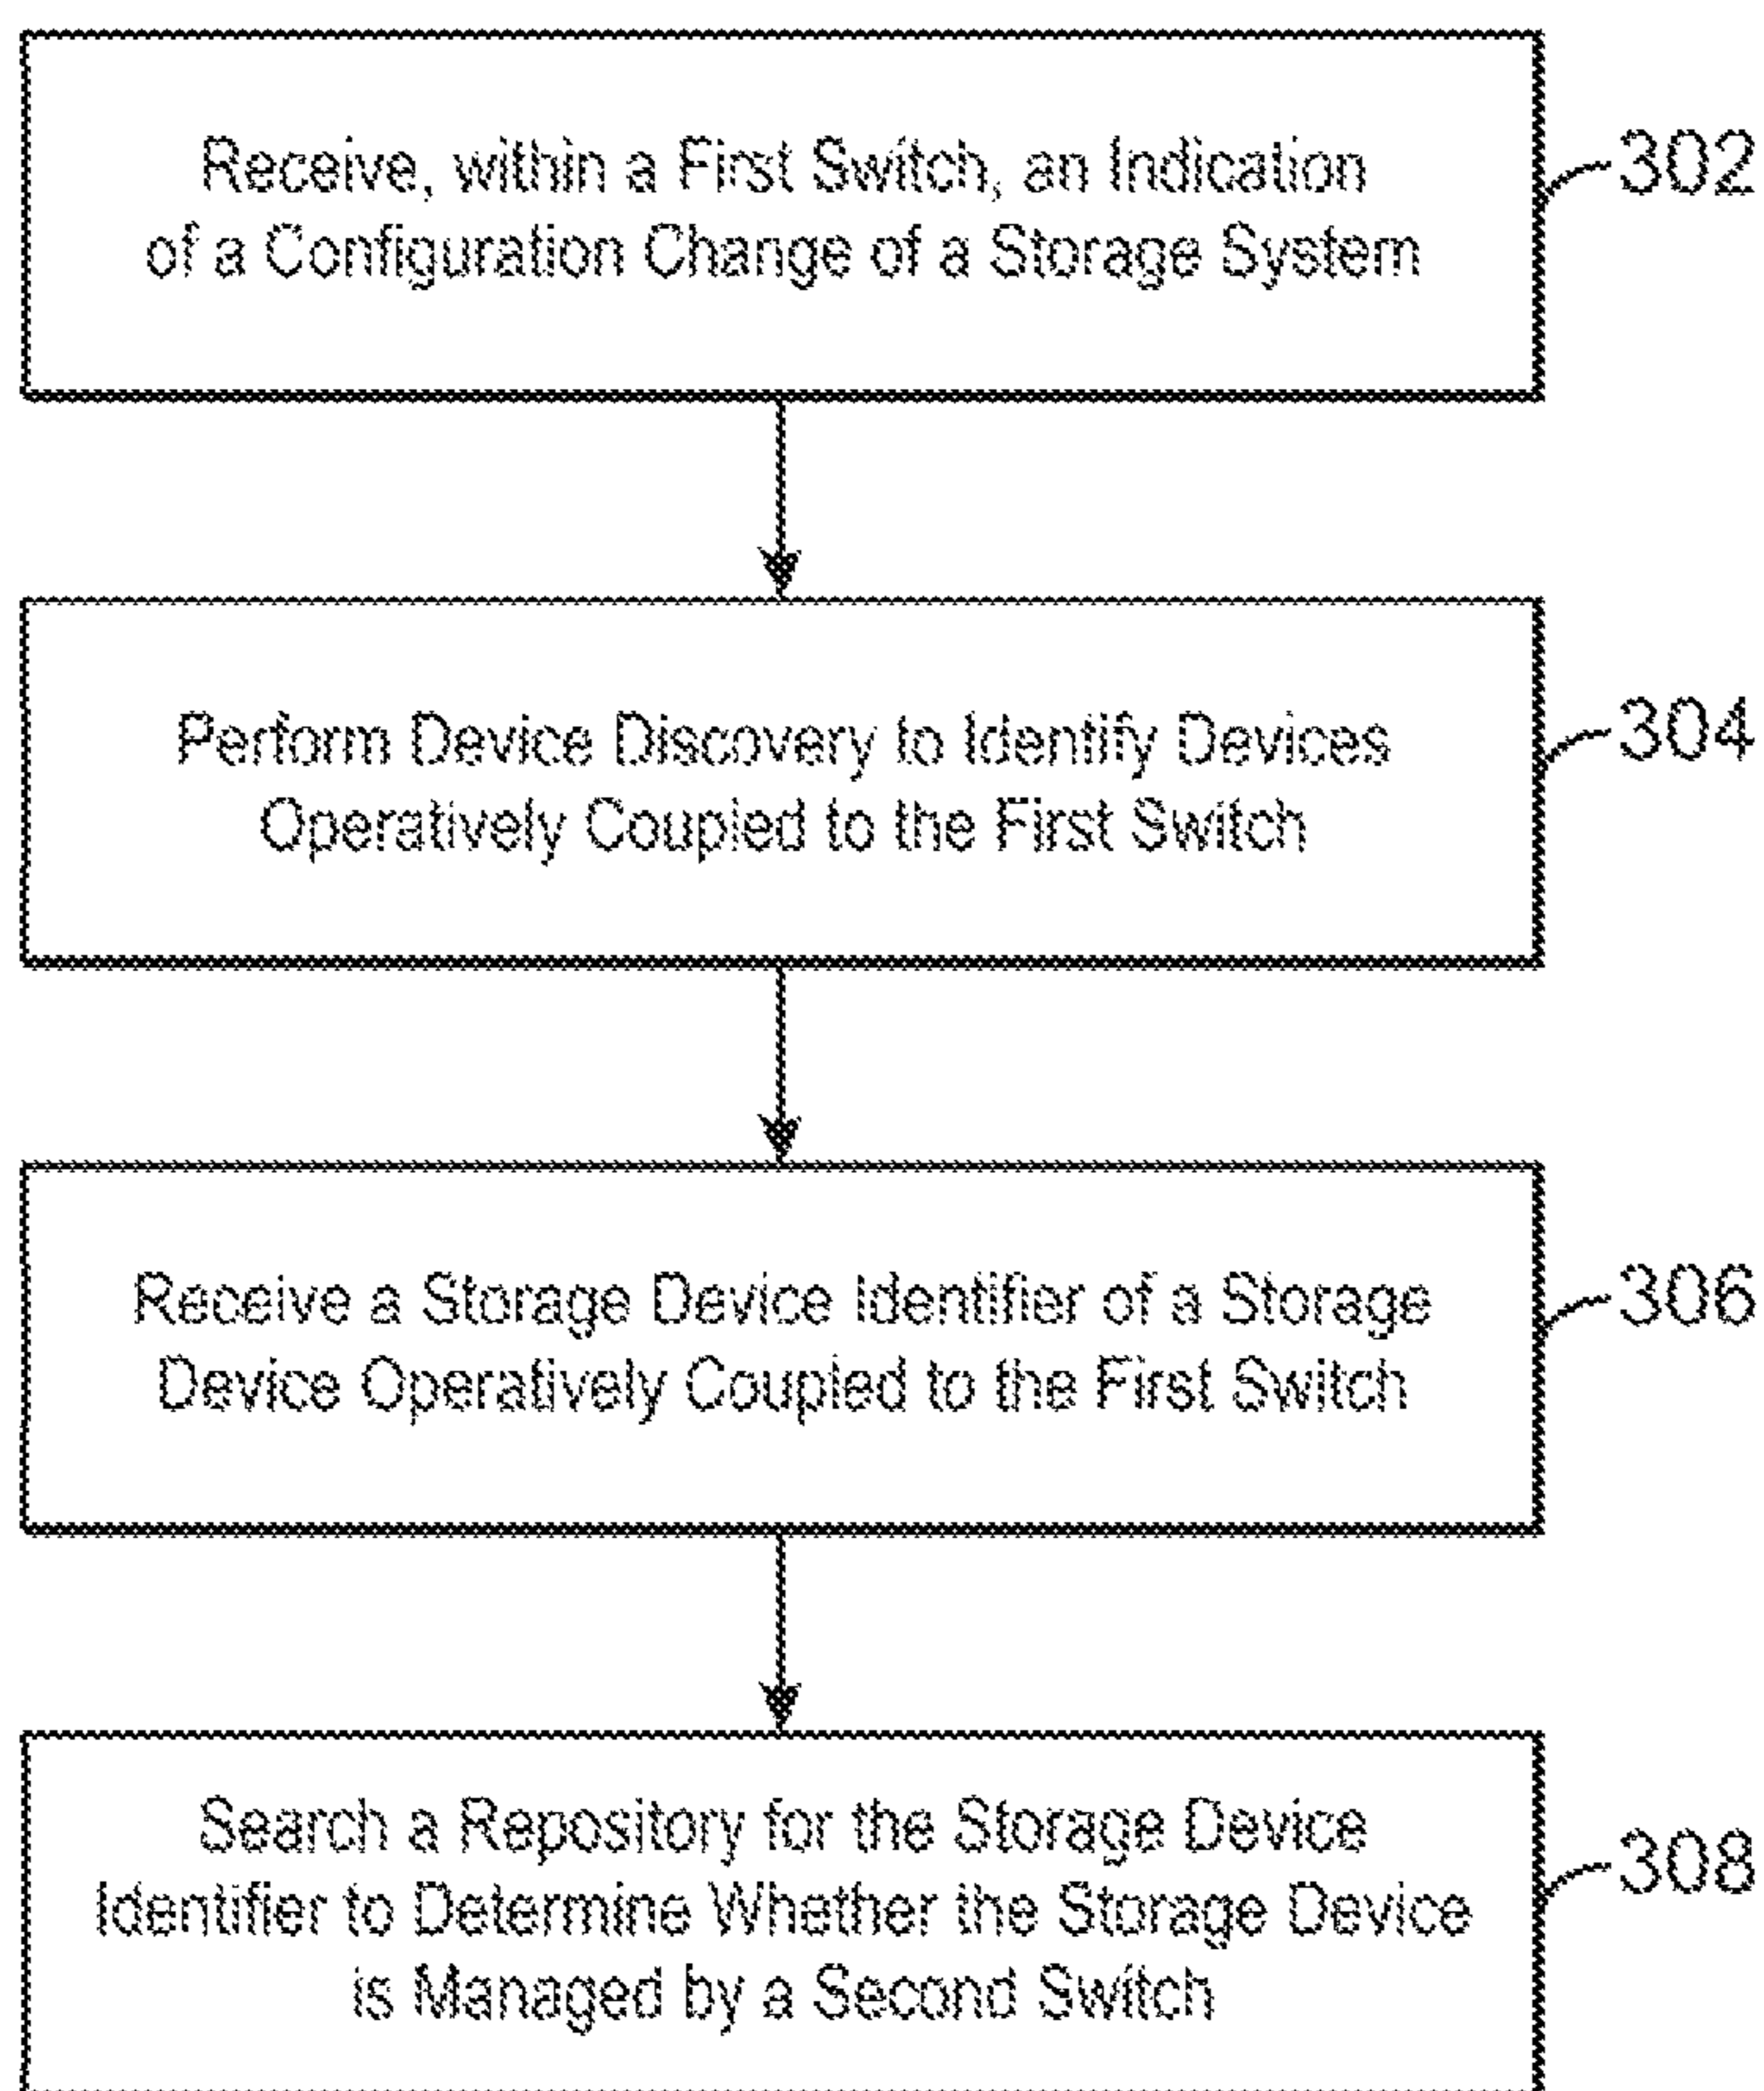 Receive, within a First Switch, an Indication
of a Configuration Change of a Storage System
302
Perform Device Discovery to Identify Devices
Operatively Coupled to the First Switch
304
Receive a Storage Device Identifier of a Storage
Device Operatively Coupled to the First Switch
306
Search a Repository for the Storage Device
Identifier to Determine Whether the Storage Device
is Managed by a Second Switch
308